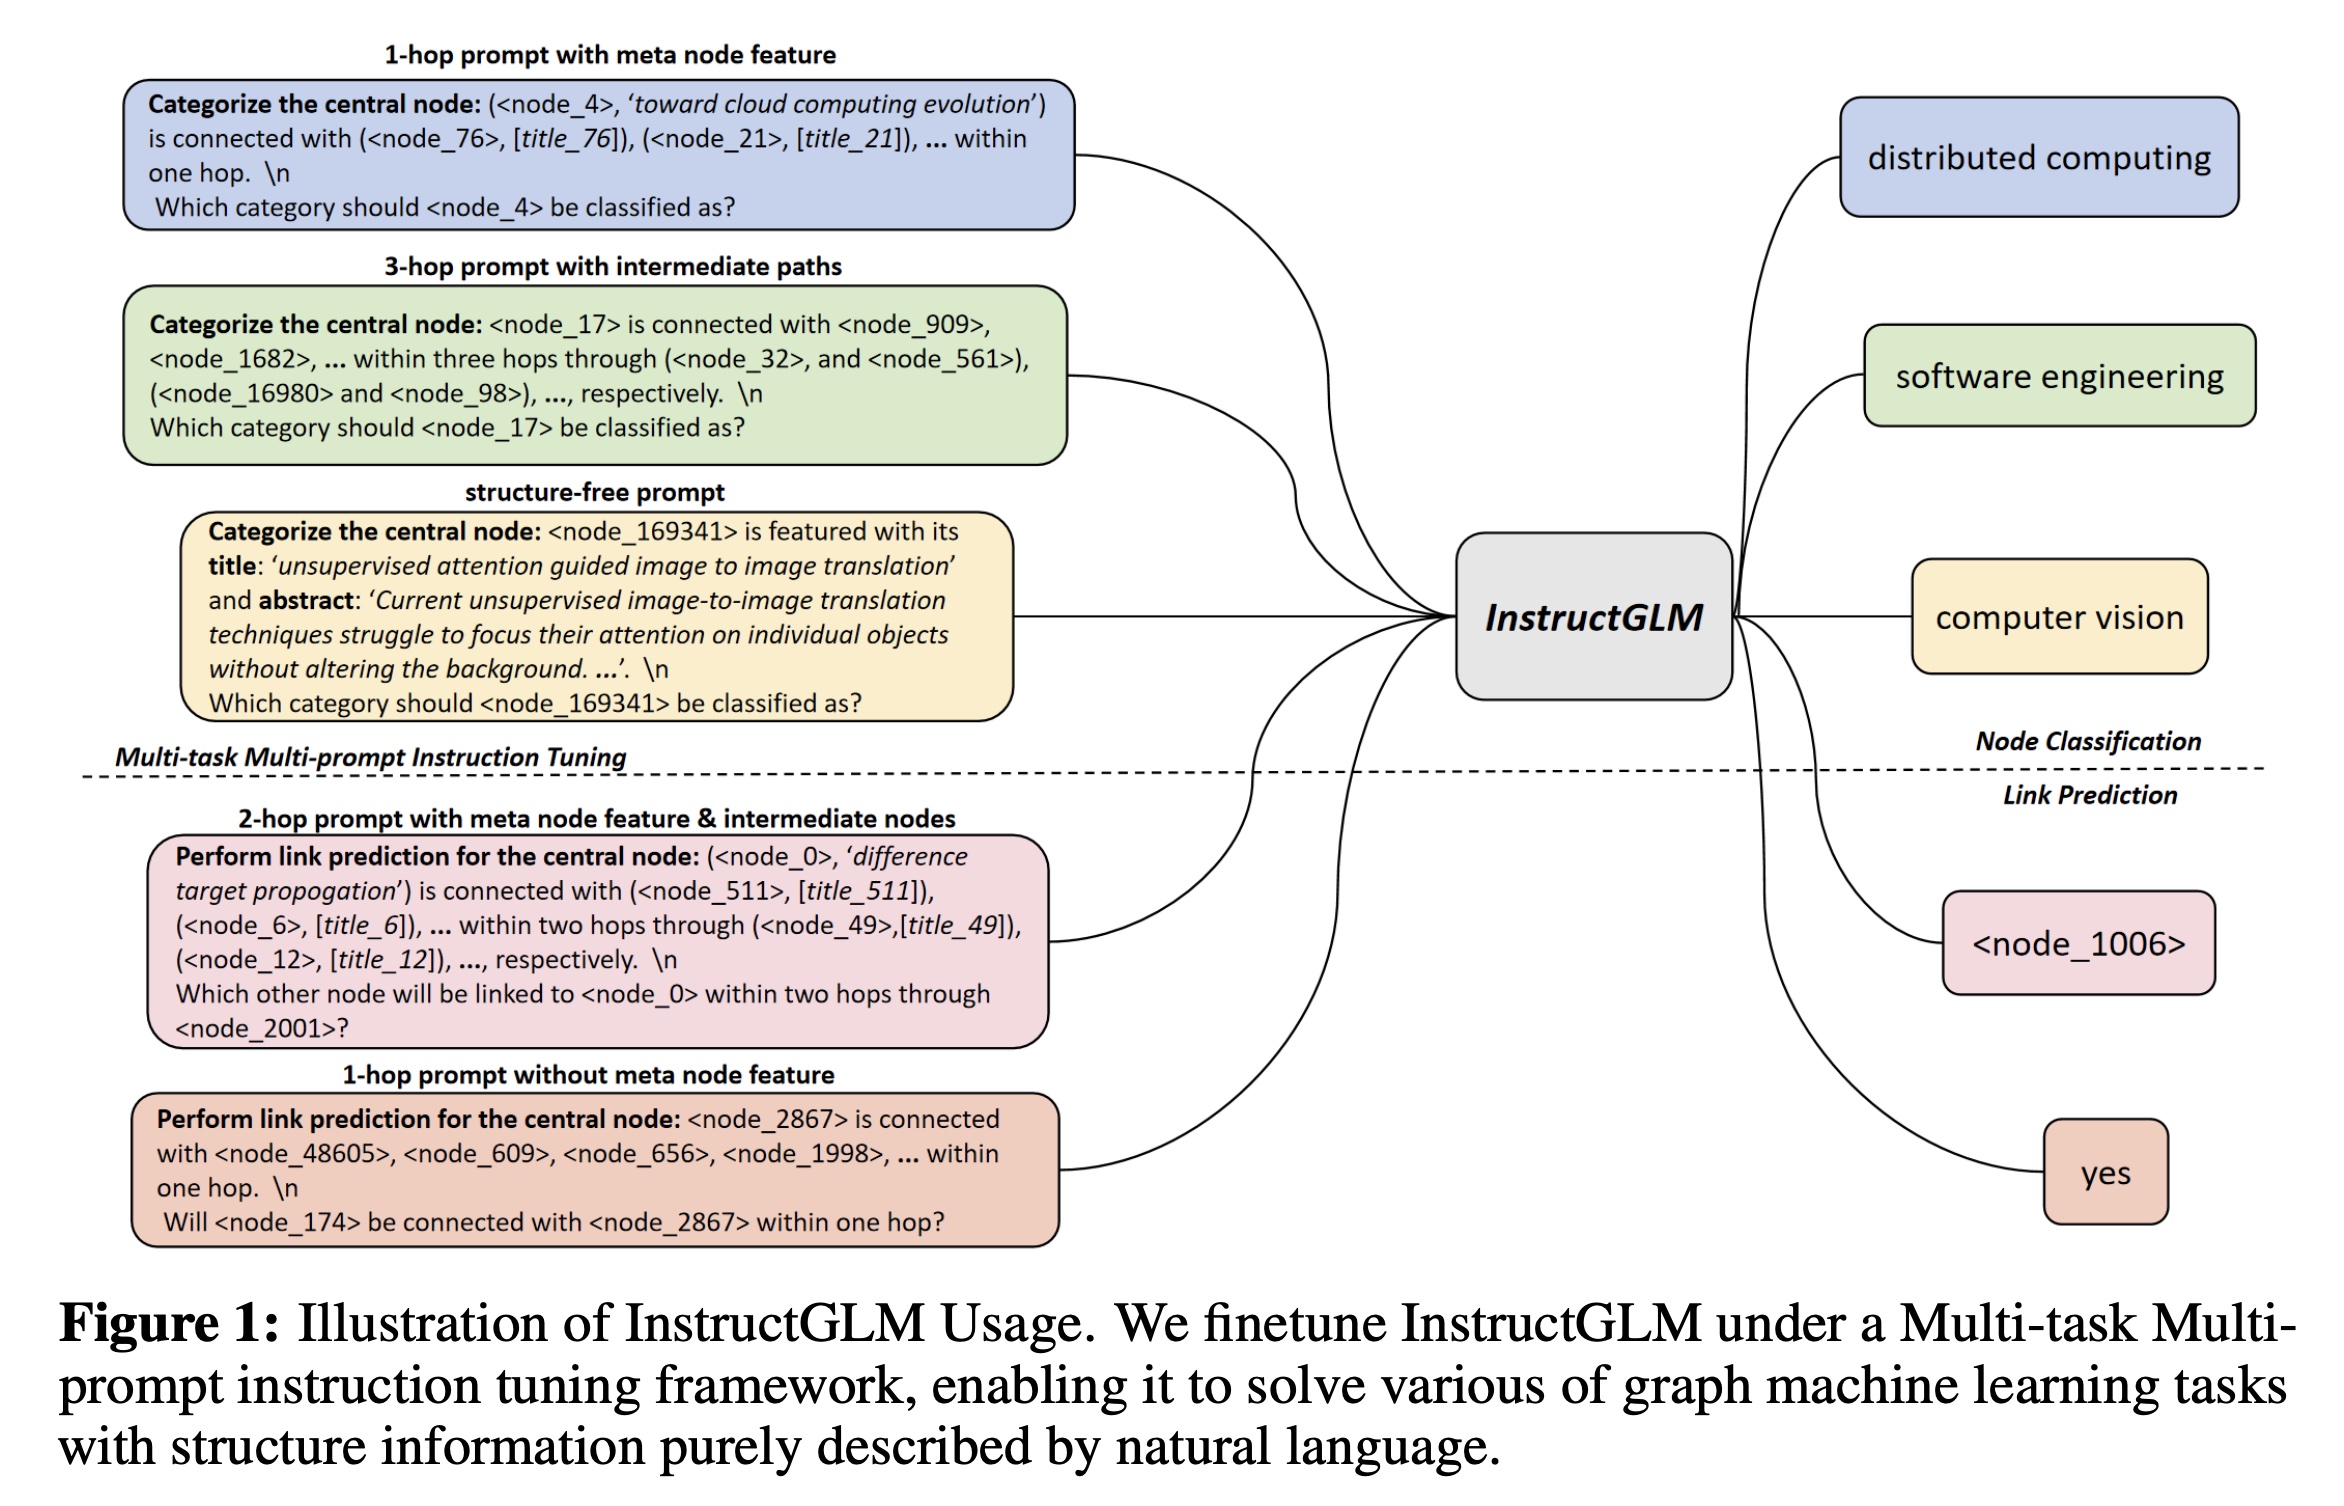 1-hop prompt with meta node feature
Categorize the central node: (<node_4>, ‘toward cloud computing evolution’)
is connected with (<node_76>, [title_76]), (<node_21>, [title_21]), ... within
one hop. \n
Which category should <node_4> be classified as?
3-hop prompt with intermediate paths
Categorize the central node: <node_17> is connected with <node_909>,
<node_1682>, ... within three hops through (<node_32>, and <node_561>),
(<node_16980> and <node_98>), ..., respectively. \n
Which category should <node_17> be classified as?
structure-free prompt
Categorize the central node: <node_169341> is featured with its
title: ‘unsupervised attention guided image to image translation’
and abstract: ‘Current unsupervised image-to-image translation
techniques struggle to focus their attention on individual objects
without altering the background. ...’. \n
Which category should <node_169341> be classified as?
Multi-task Multi-prompt Instruction Tuning
2-hop prompt with meta node feature & intermediate nodes
Perform link prediction for the central node: (<node_0>, ‘difference
target propogation’) is connected with (<node_511>, [title_511]),
(<node_6>, [title_6]), ... within two hops through (<node_49>,[title_49]),
(<node_12>, [title_12]), ..., respectively. \n
Which other node will be linked to <node_0> within two hops through
<node_2001>?
1-hop prompt without meta node feature
Perform link prediction for the central node: <node_2867> is connected
with <node_48605>, <node_609>, <node_656>, <node_1998>, ... within
one hop. \n
Will <node_174> be connected with <node_2867> within one hop?
InstructGLM
distributed computing
software engineering
computer vision
Node Classification
Link Prediction
<node_1006>
yes
Figure 1: Illustration of InstructGLM Usage. We finetune InstructGLM under a Multi-task Multi-
prompt instruction tuning framework, enabling it to solve various of graph machine learning tasks
with structure information purely described by natural language.